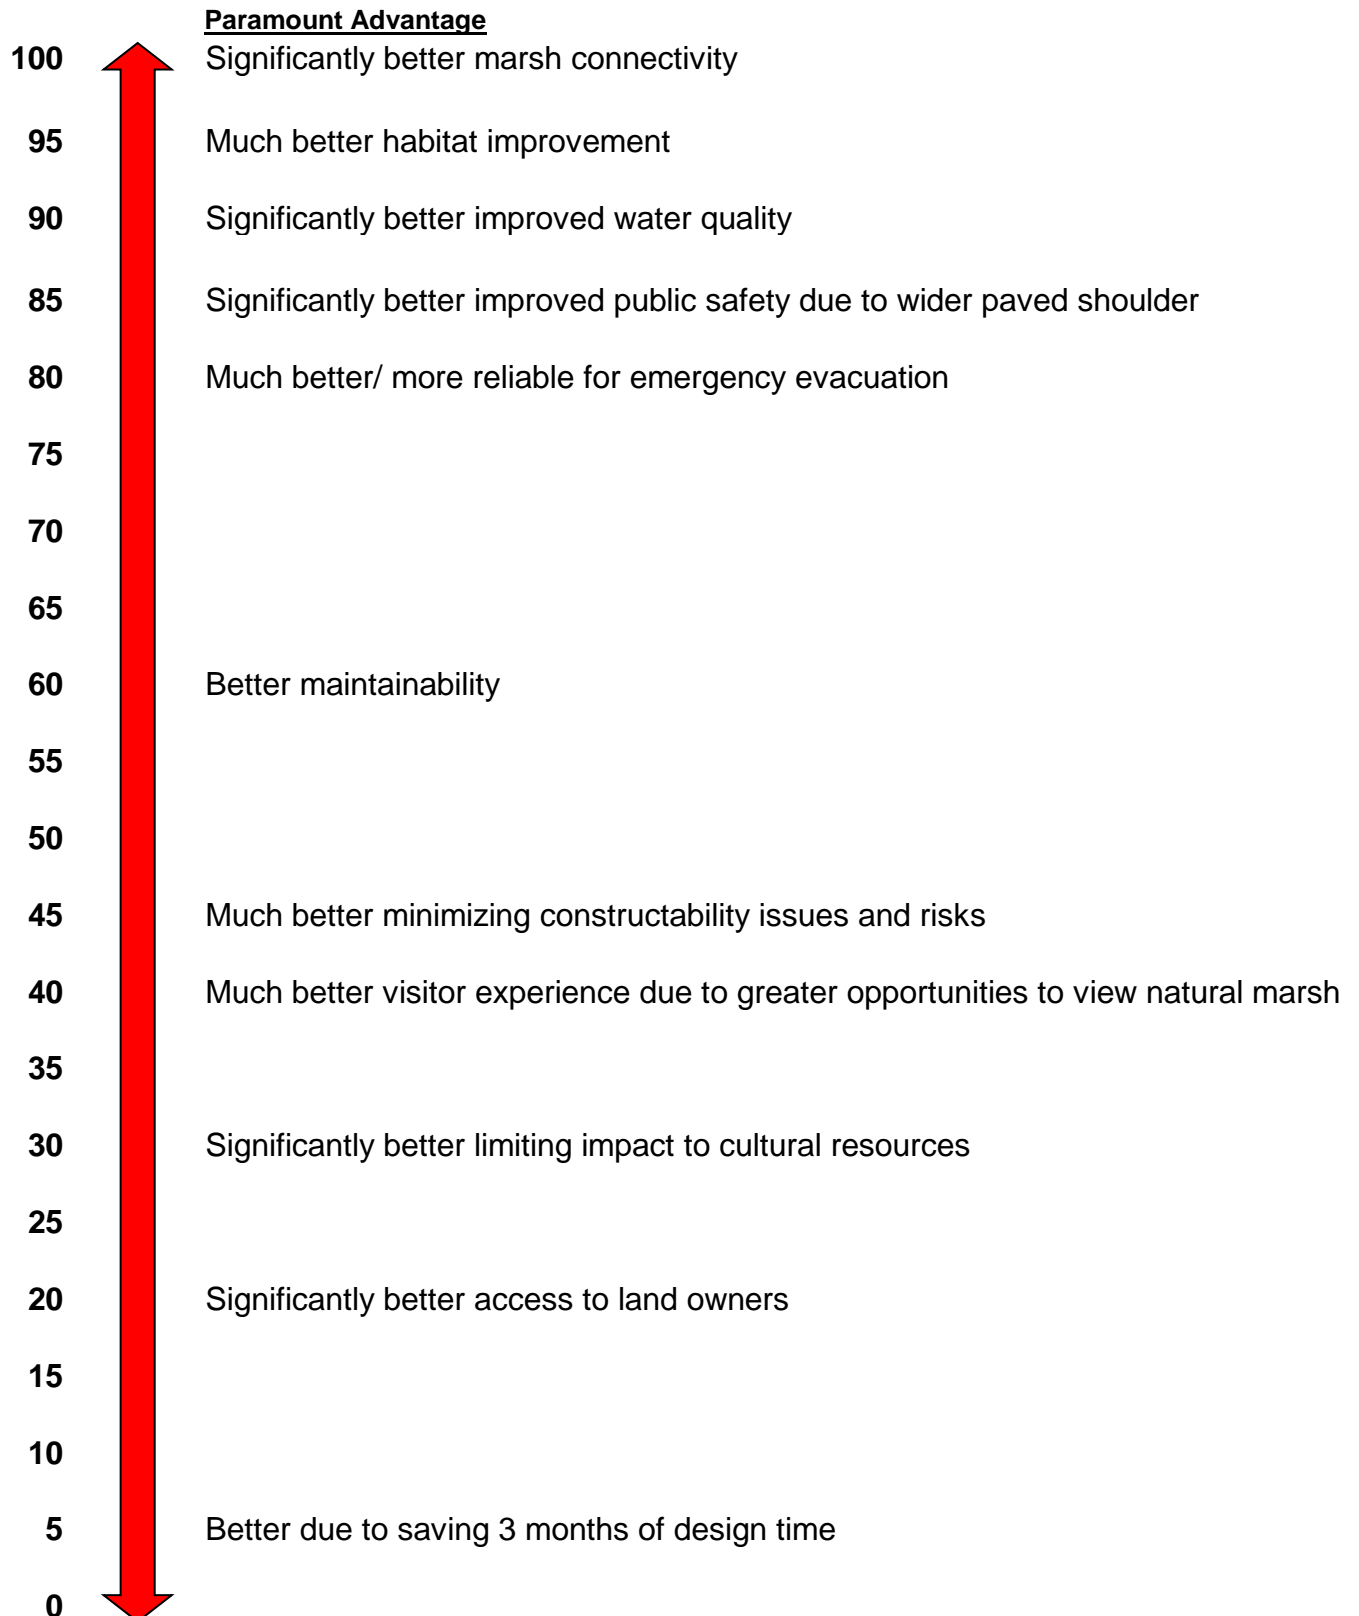 Paramount Advantage
100 Significantly better marsh connectivity
95 Much better habitat improvement
90 Significantly better improved water quality
85 Significantly better improved public safety due to wider paved shoulder
80 Much better/ more reliable for emergency evacuation
75
70
65
60 Better maintainability
55
50
45 Much better minimizing constructability issues and risks
40 Much better visitor experience due to greater opportunities to view natural marsh
35
30 Significantly better limiting impact to cultural resources
25
20 Significantly better access to land owners
15
10
5 Better due to saving 3 months of design time
0